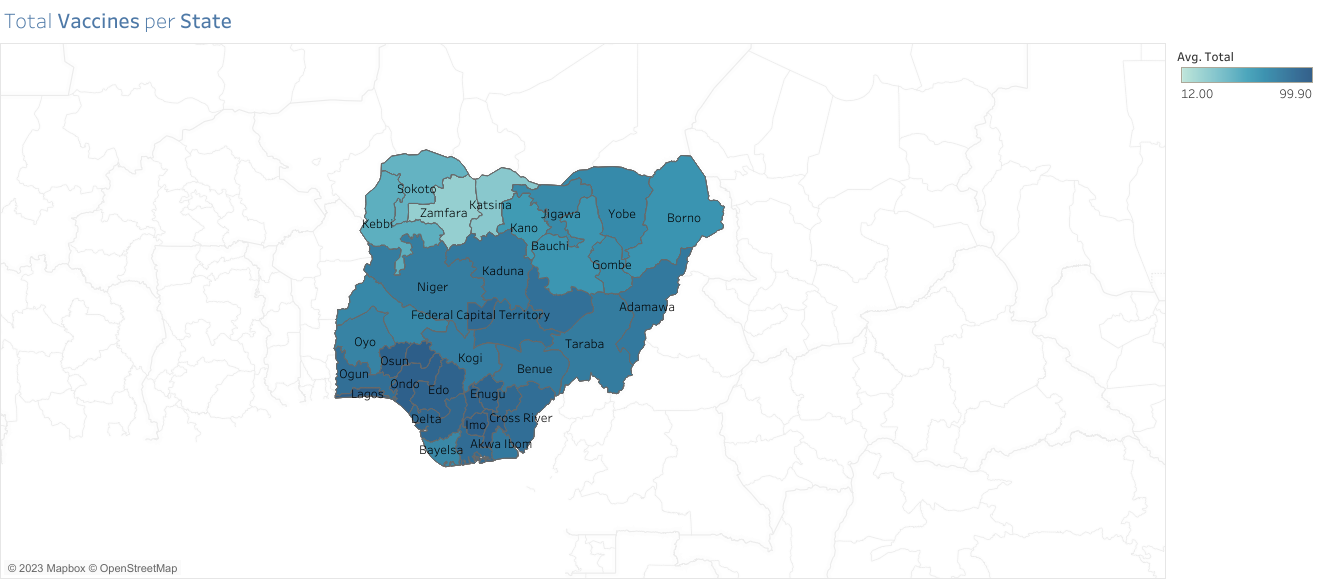 Total Vaccines per State
Avg. Total
12.00 99.90
Sokoto
Katsina
Zamfara
Kebbi
Kano
Jigawa
Yobe
Borno
Bauchi
Gombe
Kaduna
Niger
Adamawa
Federal Capital Territory
Oyo
Taraba
Osun
Kogi
Benue
Ogun
Ondo
Edo
Lagos
Enugu
Delta
Imo
Cross River
Akwa Ibom
Bayelsa
© 2023 Mapbox © OpenStreetMap